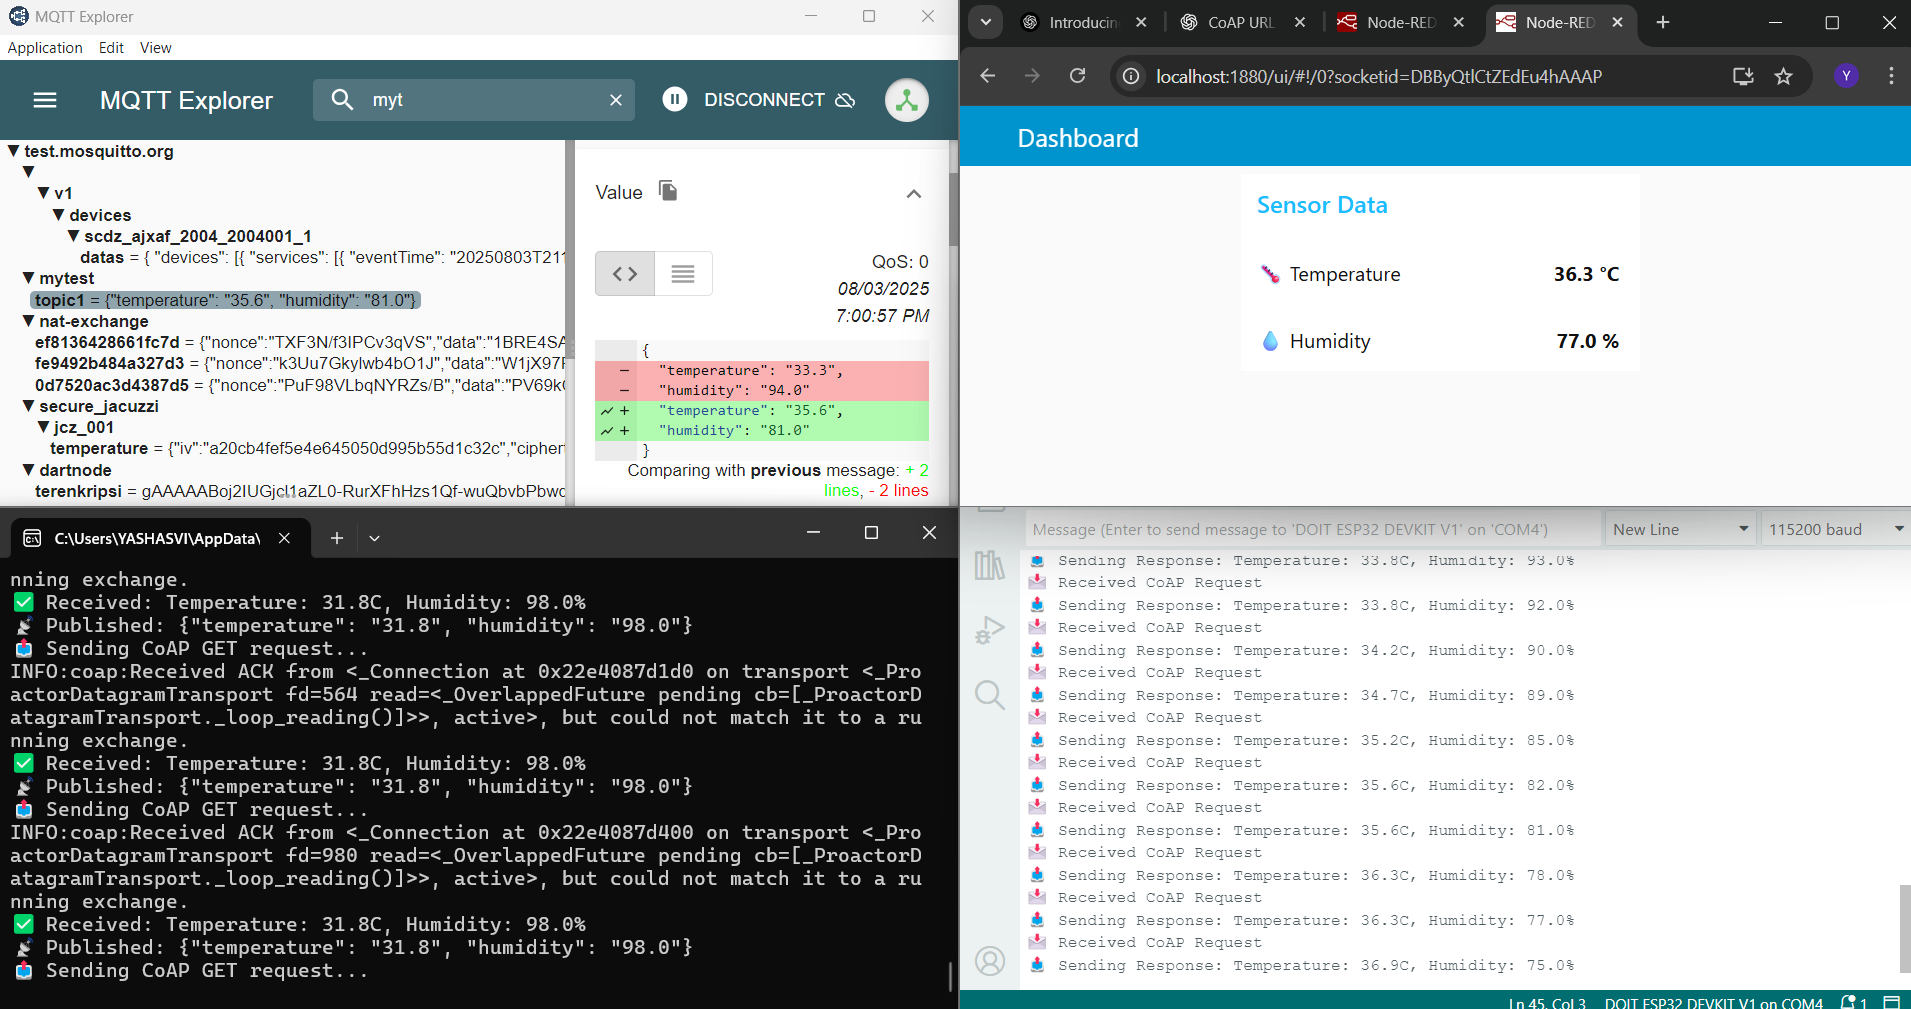 MQTT Explorer
Application Edit View
MQTT Explorer
myt
DISCONNECT
test.mosquitto.org
v1
devices
scdz_ajxaf_2004_2004001_1
datas = { "devices": [{ "services": [{ "eventTime": "20250803T211
mytest
topic1 = {"temperature": "35.6", "humidity": "81.0"}
nat-exchange
ef8136428661fc7d = {"nonce":"TXF3N/f3IPCv3qVS","data":"1BRE4SA
fe9492b484a327d3 = {"nonce":"k3Uu7Gkylwb4bO1J","data":"W1jX97F
0d7520ac3d4387d5 = {"nonce":"PuF98VLbqNYRZs/B","data":"PV69k
secure_jacuzzi
jcz_001
temperature = {"iv":"a20cb4fef5e4e645050d995b55d1c32c","cipher
dartnode
terenkripsi = gAAAAABoj2IUGjcl1aZL0-RurXFhHzs1Qf-wuQbvbPbwc
Value
QoS: 0
08/03/2025
7:00:57 PM
{
- "temperature": "33.3",
- "humidity": "94.0"
+ "temperature": "35.6",
+ "humidity": "81.0"
}
Comparing with previous message: + 2
lines, - 2 lines
Introducin
CoAP URL
Node-RED
Node-RED
localhost:1880/ui/#!/0?socketid=DBByQtlCtZEdEu4hAAAP
Y
Dashboard
Sensor Data
Temperature 36.3 °C
Humidity 77.0 %
C:\Users\YASHASVI\AppData\
nning exchange.
✅ Received: Temperature: 31.8C, Humidity: 98.0%
📡 Published: {"temperature": "31.8", "humidity": "98.0"}
📤 Sending CoAP GET request...
INFO:coap:Received ACK from <_Connection at 0x22e4087d1d0 on transport <_Pro
actorDatagramTransport fd=564 read=<_OverlappedFuture pending cb=[_ProactorD
atagramTransport._loop_reading()]>>, active>, but could not match it to a ru
nning exchange.
✅ Received: Temperature: 31.8C, Humidity: 98.0%
📡 Published: {"temperature": "31.8", "humidity": "98.0"}
📤 Sending CoAP GET request...
INFO:coap:Received ACK from <_Connection at 0x22e4087d400 on transport <_Pro
actorDatagramTransport fd=980 read=<_OverlappedFuture pending cb=[_ProactorD
atagramTransport._loop_reading()]>>, active>, but could not match it to a ru
nning exchange.
✅ Received: Temperature: 31.8C, Humidity: 98.0%
📡 Published: {"temperature": "31.8", "humidity": "98.0"}
📤 Sending CoAP GET request...
Message (Enter to send message to 'DOIT ESP32 DEVKIT V1' on 'COM4')
New Line
115200 baud
Sending Response: Temperature: 33.8C, Humidity: 93.0%
Received CoAP Request
Sending Response: Temperature: 33.8C, Humidity: 92.0%
Received CoAP Request
Sending Response: Temperature: 34.2C, Humidity: 90.0%
Received CoAP Request
Sending Response: Temperature: 34.7C, Humidity: 89.0%
Received CoAP Request
Sending Response: Temperature: 35.2C, Humidity: 85.0%
Received CoAP Request
Sending Response: Temperature: 35.6C, Humidity: 82.0%
Received CoAP Request
Sending Response: Temperature: 35.6C, Humidity: 81.0%
Received CoAP Request
Sending Response: Temperature: 36.3C, Humidity: 78.0%
Received CoAP Request
Sending Response: Temperature: 36.3C, Humidity: 77.0%
Received CoAP Request
Sending Response: Temperature: 36.9C, Humidity: 75.0%
Ln 45, Col 3 DOIT ESP32 DEVKIT V1 on COM4 1